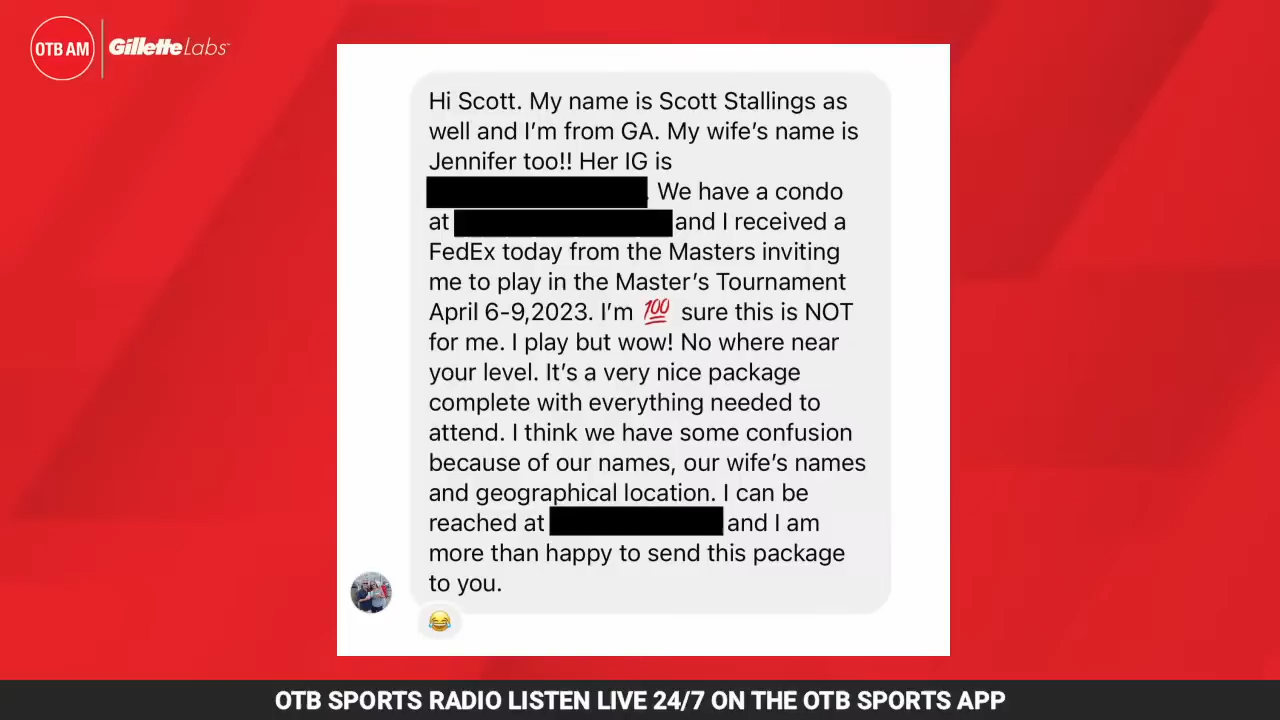 OTB AM
Gillette Labs
Hi Scott. My name is Scott Stallings as
well and I'm from GA. My wife's name is
Jennifer too!! Her IG is
. We have a condo
at and I received a
FedEx today from the Masters inviting
me to play in the Master's Tournament
April 6-9,2023. I'm 💯 sure this is NOT
for me. I play but wow! No where near
your level. It's a very nice package
complete with everything needed to
attend. I think we have some confusion
because of our names, our wife's names
and geographical location. I can be
reached at and I am
more than happy to send this package
to you.
😂
OTB SPORTS RADIO LISTEN LIVE 24/7 ON THE OTB SPORTS APP